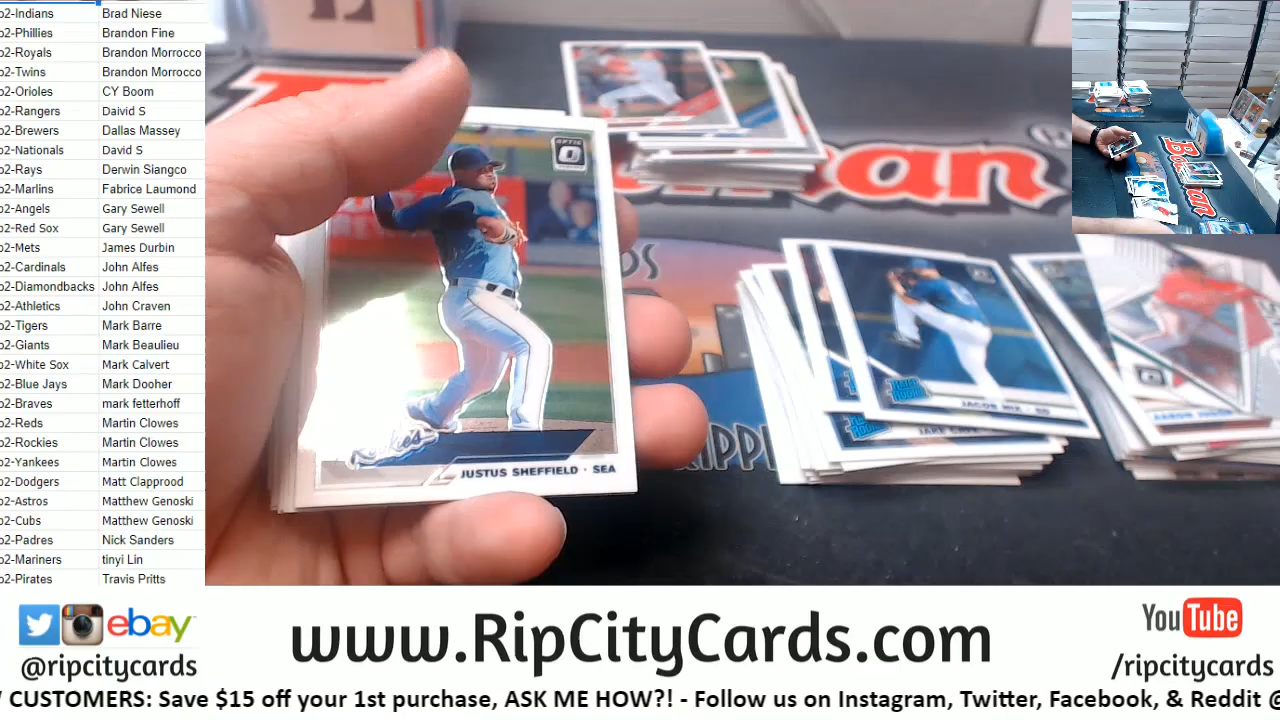 o2-Indians Brad Niese
o2-Phillies Brandon Fine
o2-Royals Brandon Morrocco
o2-Twins Brandon Morrocco
o2-Orioles CY Boom
o2-Rangers Daivid S
o2-Brewers Dallas Massey
o2-Nationals David S
o2-Rays Derwin Siangco
o2-Marlins Fabrice Laumond
o2-Angels Gary Sewell
o2-Red Sox Gary Sewell
o2-Mets James Durbin
o2-Cardinals John Alfes
o2-Diamondbacks John Alfes
o2-Athletics John Craven
o2-Tigers Mark Barre
o2-Giants Mark Beaulieu
o2-White Sox Mark Calvert
o2-Blue Jays Mark Dooher
o2-Braves mark fetterhoff
o2-Reds Martin Clowes
o2-Rockies Martin Clowes
o2-Yankees Martin Clowes
o2-Dodgers Matt Clapprood
o2-Astros Matthew Genoski
o2-Cubs Matthew Genoski
o2-Padres Nick Sanders
o2-Mariners tinyi Lin
o2-Pirates Travis Pritts
OPTIC
JUSTUS SHEFFIELD · SEA
an
IPPI
ebay
@ripcitycards
www.RipCityCards.com
YouTube
/ripcitycards
CUSTOMERS: Save $15 off your 1st purchase, ASK ME HOW?! - Follow us on Instagram, Twitter, Facebook, & Reddit @